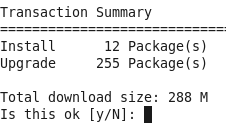 Transaction Summary
=============================
Install      12 Package(s)
Upgrade     255 Package(s)

Total download size: 288 M
Is this ok [y/N]: